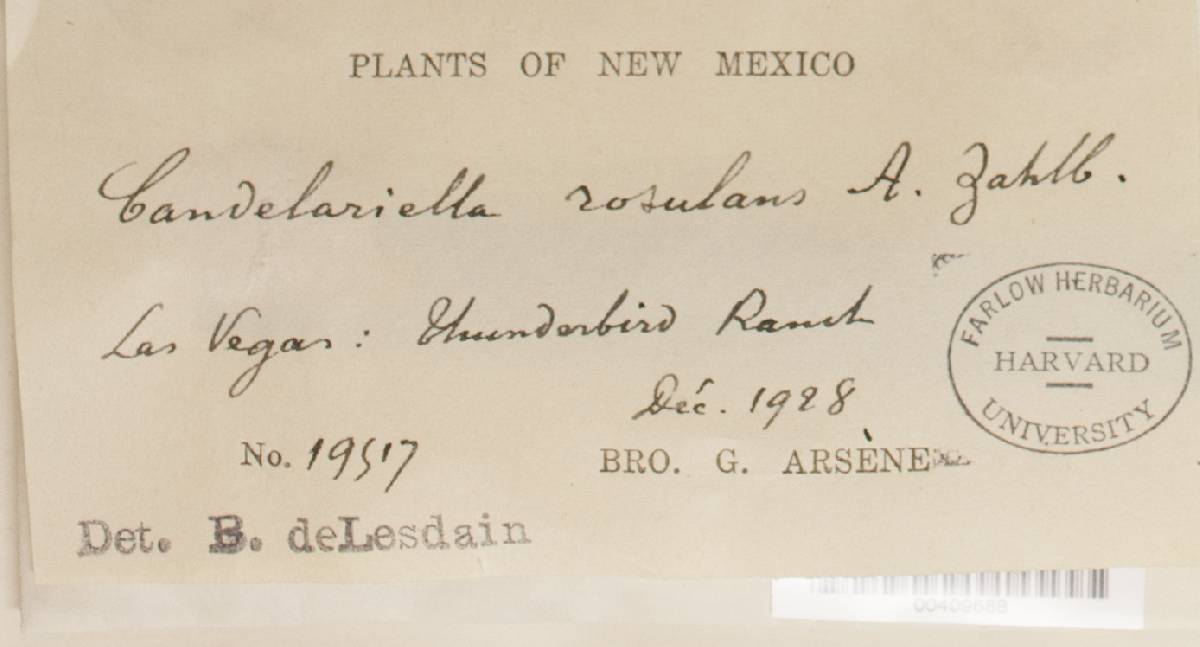 PLANTS OF NEW MEXICO
Candelariella rosulans A. Zahlb.
Las Vegas: Thunderbird Ranch
Déc. 1928
No. 19517
BRO. G. ARSÈNE
FARLOW HERBARIUM
HARVARD
UNIVERSITY
Det. B. deLesdain
00409688